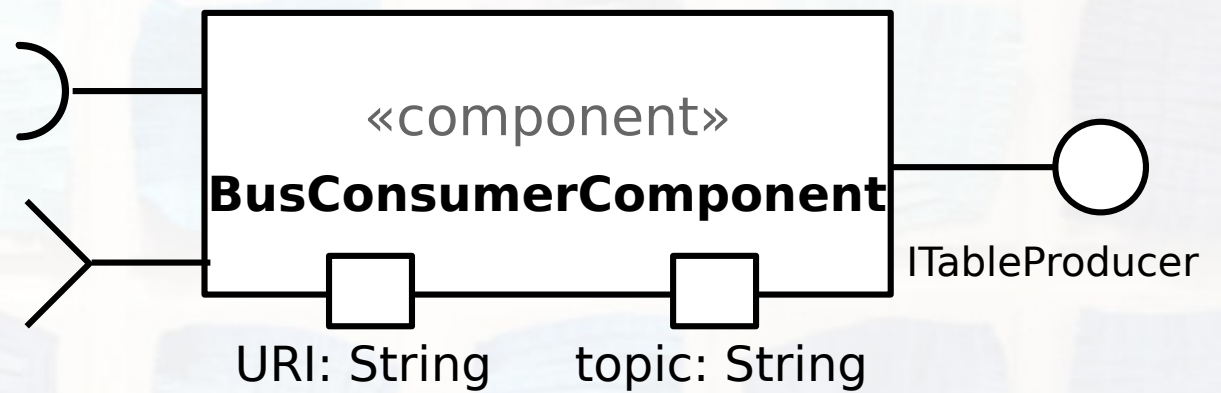 «component»
BusConsumerComponent
ITableProducer
URI: String
topic: String